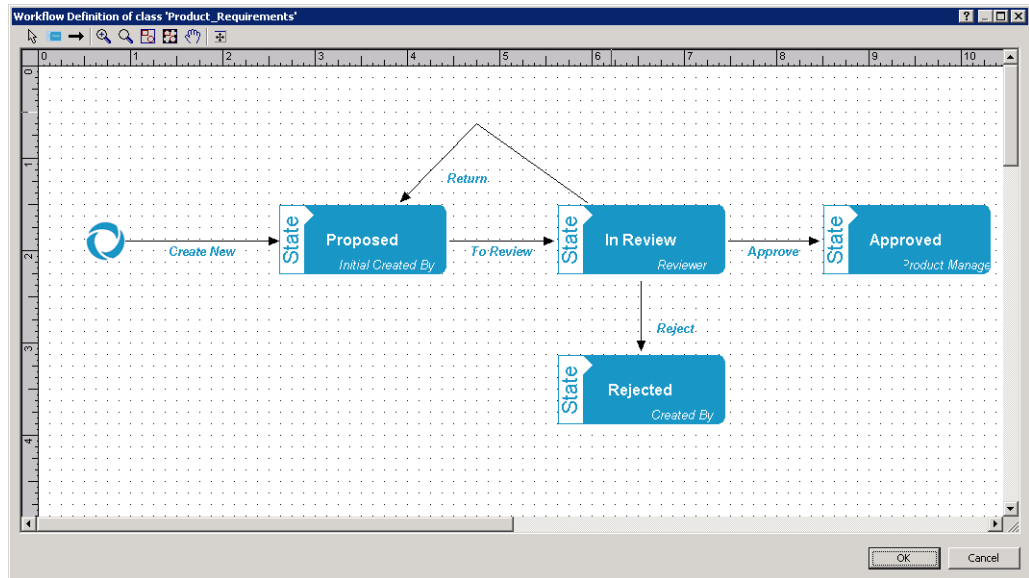 Workflow Definition of class 'Product_Requirements'
0 1 2 3 4 5 6 7 8 9 10
0
1
2
3
4
Return
State
Proposed
Initial Created By
State
In Review
Reviewer
State
Approved
Product Manage
Create New
To Review
Approve
Reject
State
Rejected
Created By
OK
Cancel